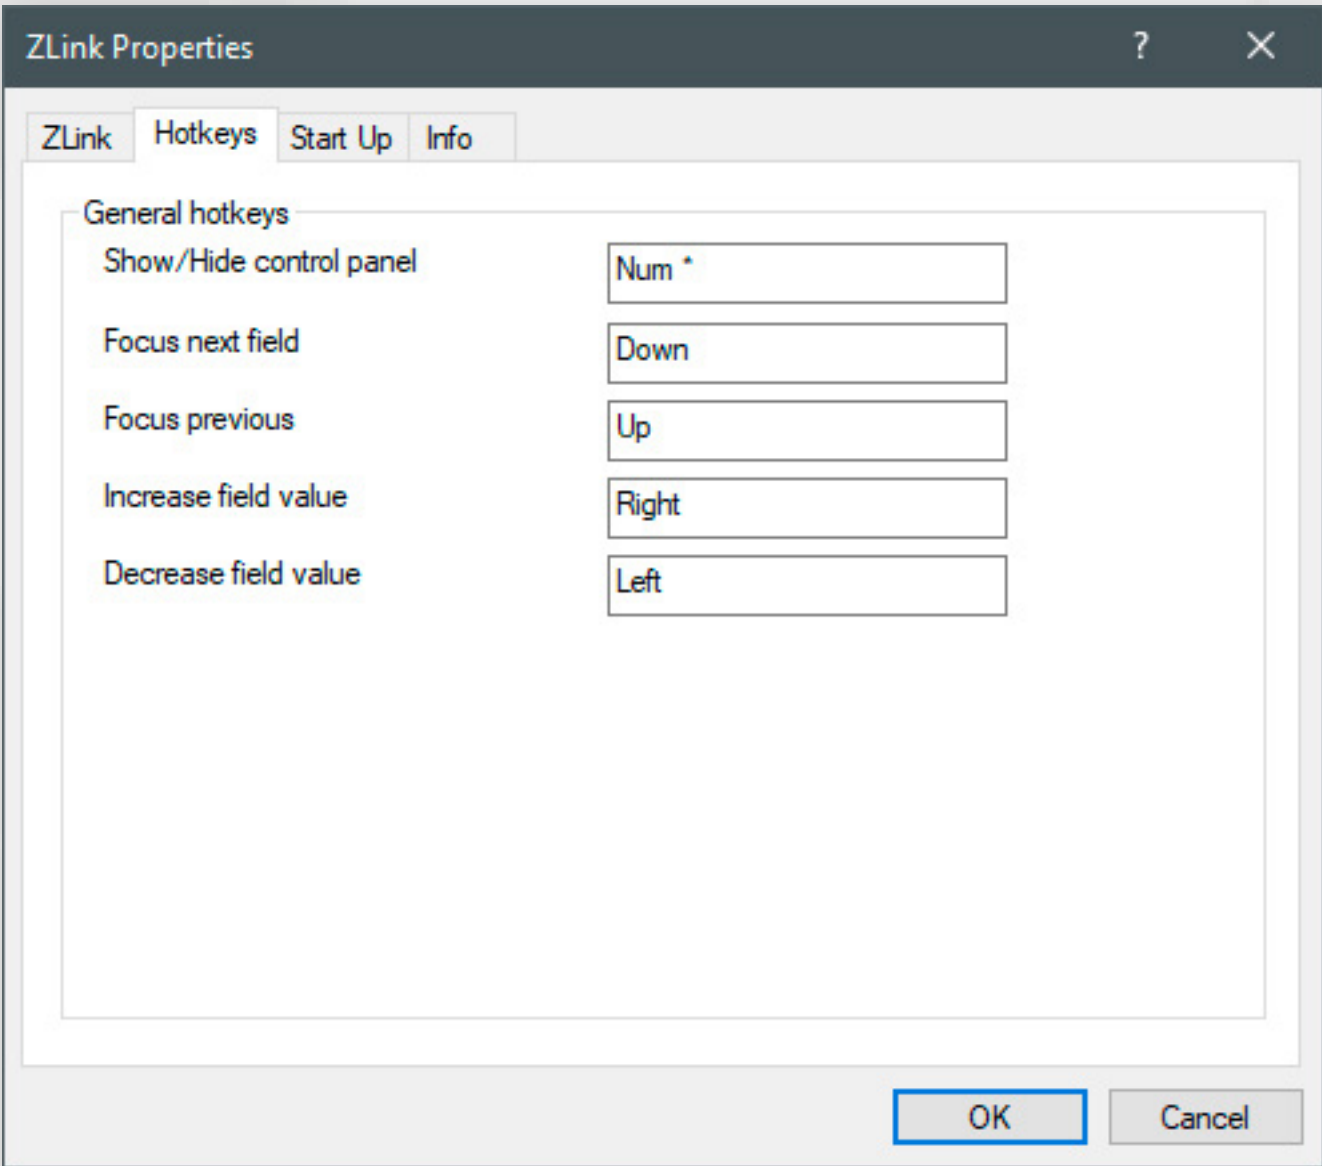 ZLink Properties ?
ZLink Hotkeys Start Up Info
General hotkeys
Show/Hide control panel Num *
Focus next field Down
Focus previous Up
Increase field value Right
Decrease field value Left
OK Cancel